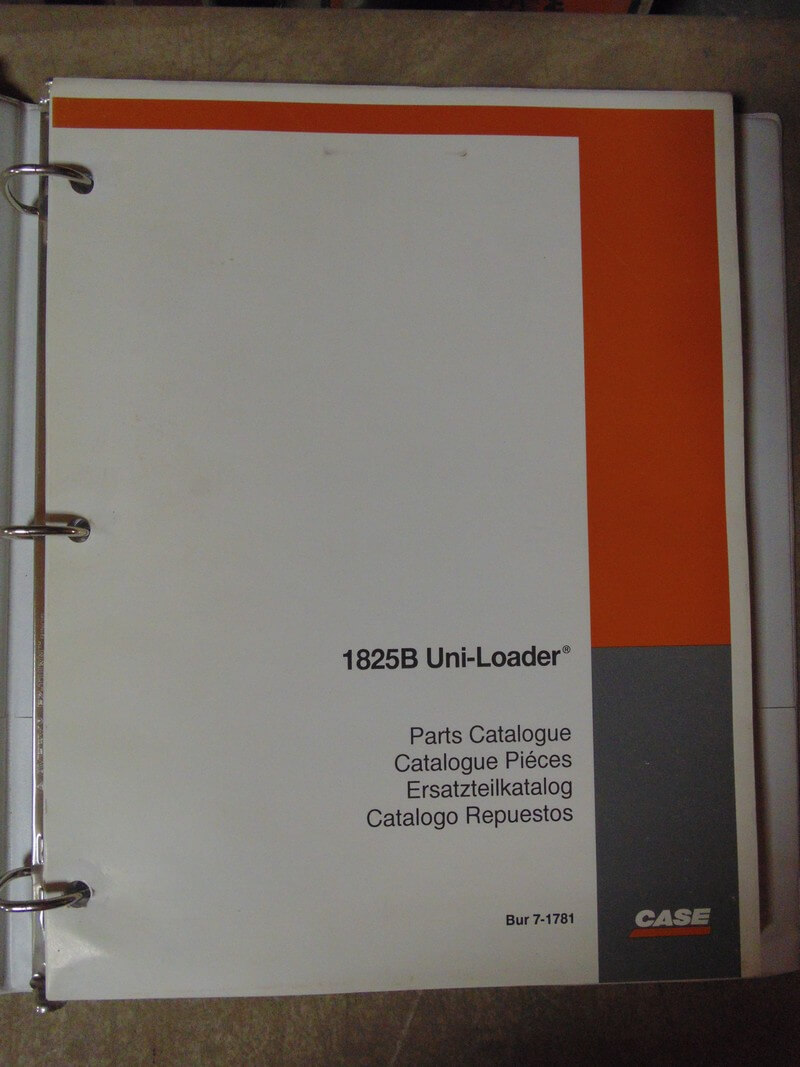 1825B Uni-Loader®
Parts Catalogue
Catalogue Piéces
Ersatzteilkatalog
Catalogo Repuestos
Bur 7-1781
CASE